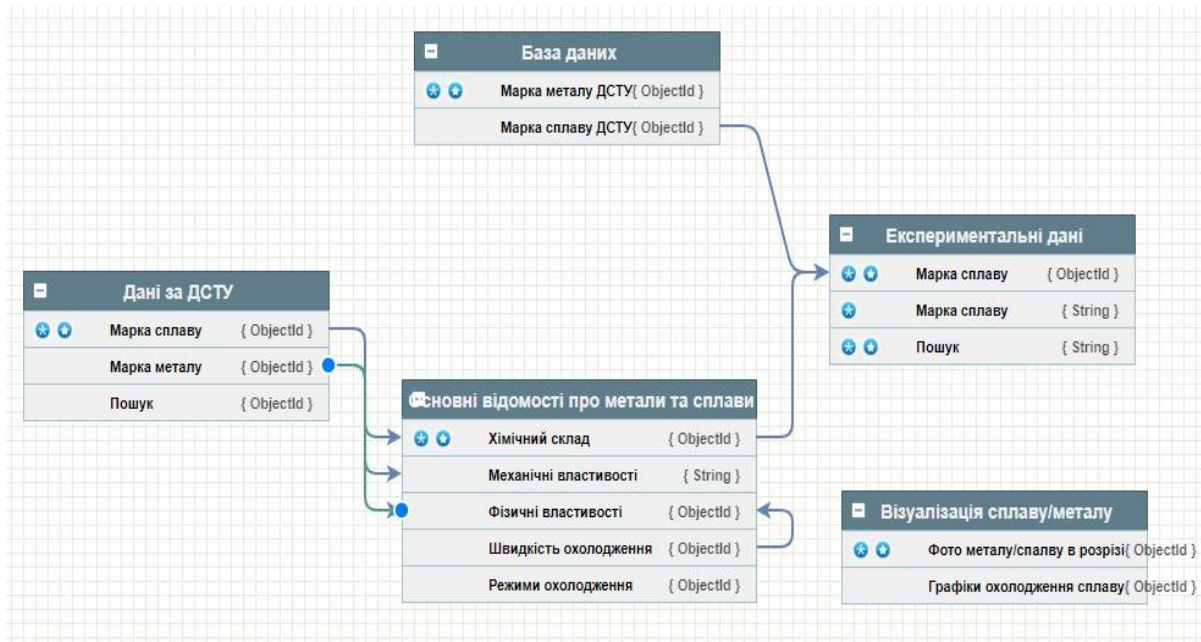 База даних
Марка металу ДСТУ{ ObjectId }
Марка сплаву ДСТУ{ ObjectId }
Експериментальні дані
Марка сплаву { ObjectId }
Марка сплаву { String }
Пошук { String }
Дані за ДСТУ
Марка сплаву { ObjectId }
Марка металу { ObjectId }
Пошук { ObjectId }
Основні відомості про метали та сплави
Хімічний склад { ObjectId }
Механічні властивості { String }
Фізичні властивості { ObjectId }
Швидкість охолодження { ObjectId }
Режими охолодження { ObjectId }
Візуалізація сплаву/металу
Фото металу/спалву в розрізі{ ObjectId }
Графіки охолодження сплаву{ ObjectId }